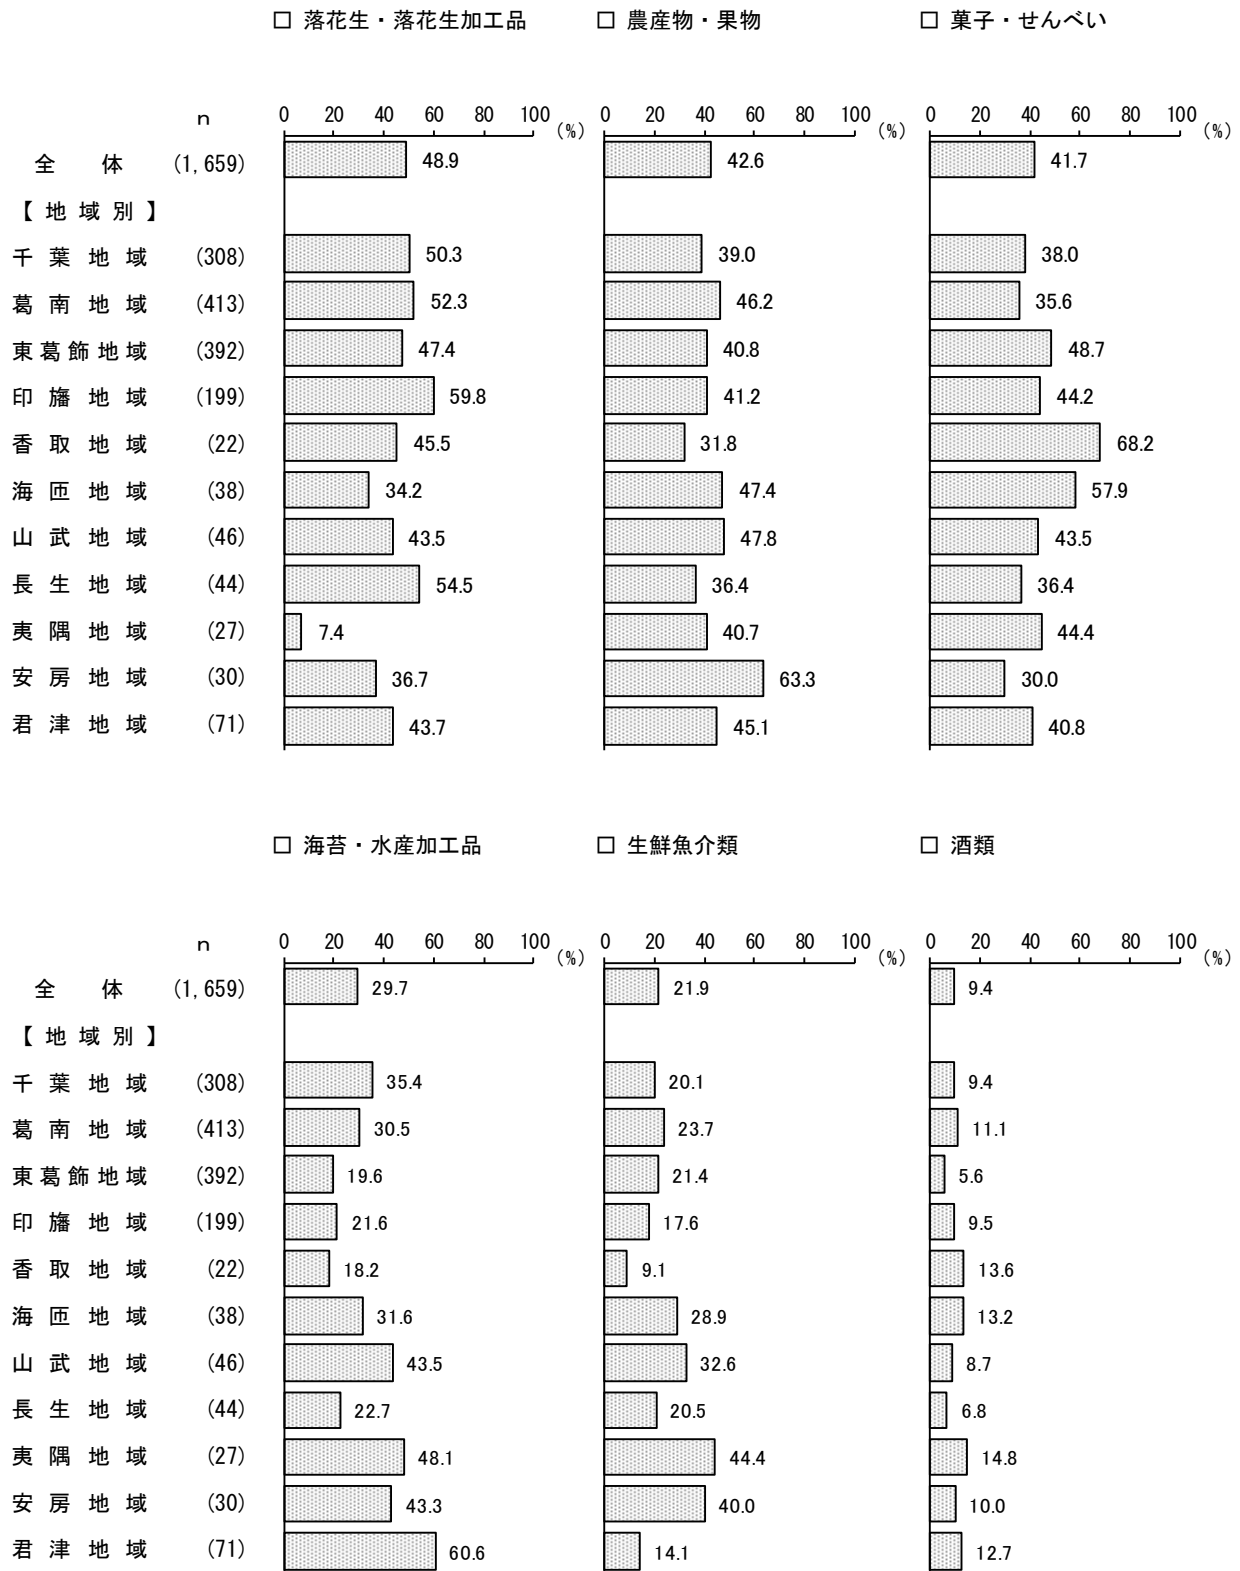 □ 落花生・落花生加工品 □ 農産物・果物 □ 菓子・せんべい
n 0 20 40 60 80 100 (%) 0 20 40 60 80 100 (%) 0 20 40 60 80 100 (%)
全 体 (1,659) 48.9 42.6 41.7
【 地 域 別 】
千 葉 地 域 (308) 50.3 39.0 38.0
葛 南 地 域 (413) 52.3 46.2 35.6
東 葛 飾 地 域 (392) 47.4 40.8 48.7
印 旛 地 域 (199) 59.8 41.2 44.2
香 取 地 域 (22) 45.5 31.8 68.2
海 匝 地 域 (38) 34.2 47.4 57.9
山 武 地 域 (46) 43.5 47.8 43.5
長 生 地 域 (44) 54.5 36.4 36.4
夷 隅 地 域 (27) 7.4 40.7 44.4
安 房 地 域 (30) 36.7 63.3 30.0
君 津 地 域 (71) 43.7 45.1 40.8
□ 海苔・水産加工品 □ 生鮮魚介類 □ 酒類
n 0 20 40 60 80 100 (%) 0 20 40 60 80 100 (%) 0 20 40 60 80 100 (%)
全 体 (1,659) 29.7 21.9 9.4
【 地 域 別 】
千 葉 地 域 (308) 35.4 20.1 9.4
葛 南 地 域 (413) 30.5 23.7 11.1
東 葛 飾 地 域 (392) 19.6 21.4 5.6
印 旛 地 域 (199) 21.6 17.6 9.5
香 取 地 域 (22) 18.2 9.1 13.6
海 匝 地 域 (38) 31.6 28.9 13.2
山 武 地 域 (46) 43.5 32.6 8.7
長 生 地 域 (44) 22.7 20.5 6.8
夷 隅 地 域 (27) 48.1 44.4 14.8
安 房 地 域 (30) 43.3 40.0 10.0
君 津 地 域 (71) 60.6 14.1 12.7